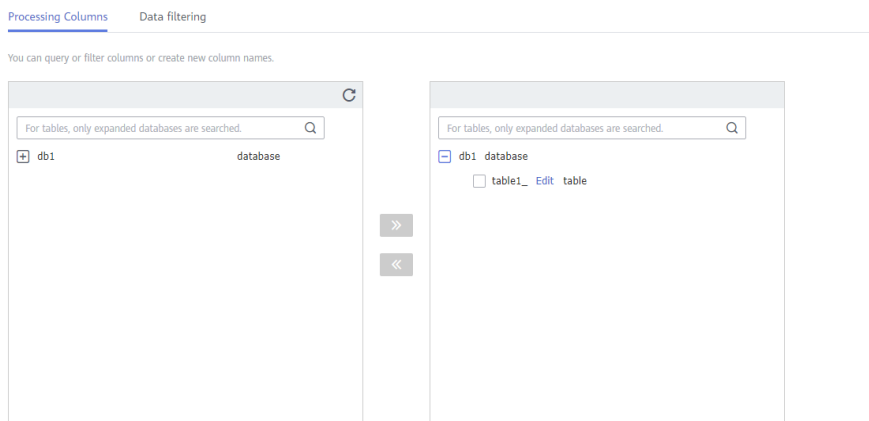 Processing Columns Data filtering
You can query or filter columns or create new column names.
For tables, only expanded databases are searched.
db1 database
For tables, only expanded databases are searched.
db1 database
table1_ Edit table